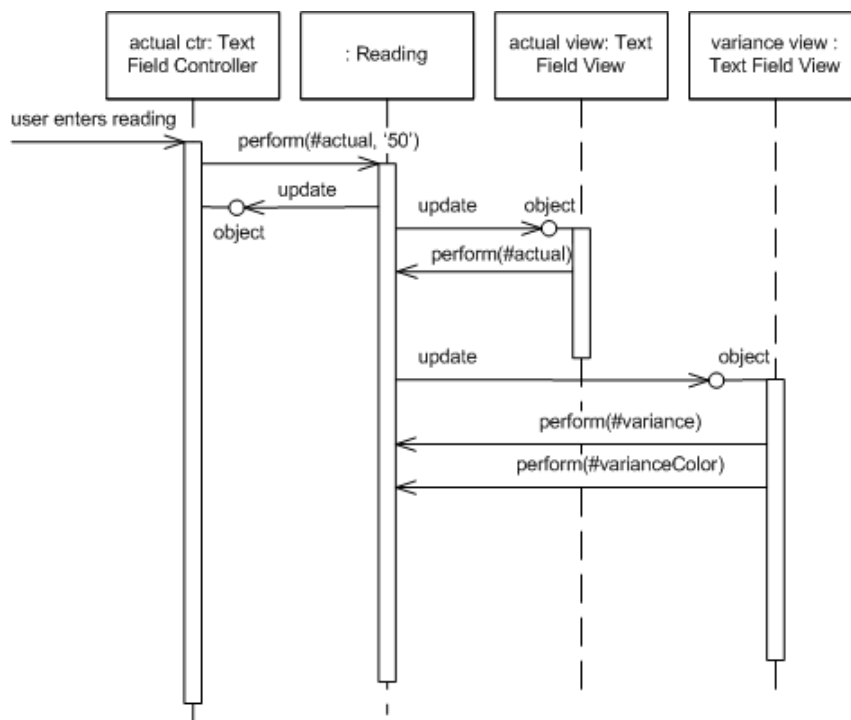 actual ctr: Text
Field Controller
: Reading
actual view: Text
Field View
variance view :
Text Field View
user enters reading
perform(#actual, ‘50’)
update
object
update
object
perform(#actual)
update
object
perform(#variance)
perform(#varianceColor)